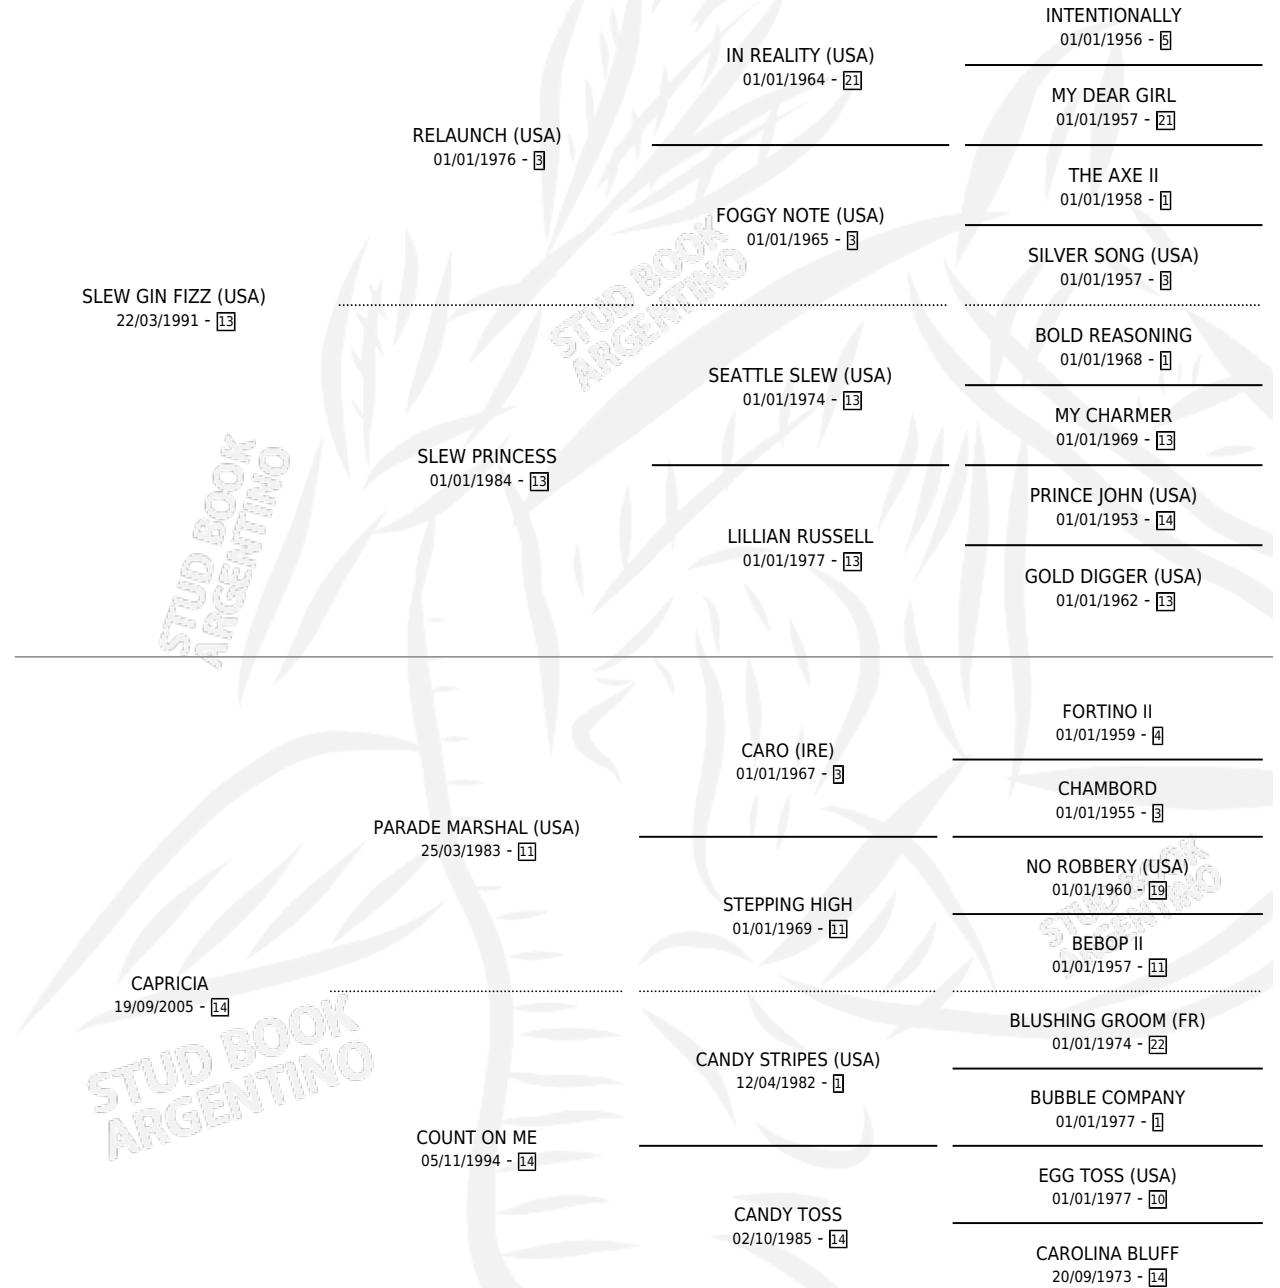 INTENTIONALLY
01/01/1956 - 5
IN REALITY (USA)
01/01/1964 - 21
MY DEAR GIRL
01/01/1957 - 21
RELAUNCH (USA)
01/01/1976 - 3
THE AXE II
01/01/1958 - 1
FOGGY NOTE (USA)
01/01/1965 - 3
SILVER SONG (USA)
01/01/1957 - 3
SLEW GIN FIZZ (USA)
22/03/1991 - 13
BOLD REASONING
01/01/1968 - 1
SEATTLE SLEW (USA)
01/01/1974 - 13
MY CHARMER
01/01/1969 - 13
SLEW PRINCESS
01/01/1984 - 13
PRINCE JOHN (USA)
01/01/1953 - 14
LILLIAN RUSSELL
01/01/1977 - 13
GOLD DIGGER (USA)
01/01/1962 - 13
FORTINO II
01/01/1959 - 4
CARO (IRE)
01/01/1967 - 3
CHAMBORD
01/01/1955 - 3
PARADE MARSHAL (USA)
25/03/1983 - 11
NO ROBBERY (USA)
01/01/1960 - 19
STEPPING HIGH
01/01/1969 - 11
BEBOP II
01/01/1957 - 11
CAPRICIA
19/09/2005 - 14
BLUSHING GROOM (FR)
01/01/1974 - 22
CANDY STRIPES (USA)
12/04/1982 - 1
BUBBLE COMPANY
01/01/1977 - 1
COUNT ON ME
05/11/1994 - 14
EGG TOSS (USA)
01/01/1977 - 10
CANDY TOSS
02/10/1985 - 14
CAROLINA BLUFF
20/09/1973 - 14
STUD BOOK
ARGENTINO
STUD BOOK
ARGENTINO
STUD BOOK
ARGENTINO
STUD BOOK
ARGENTINO